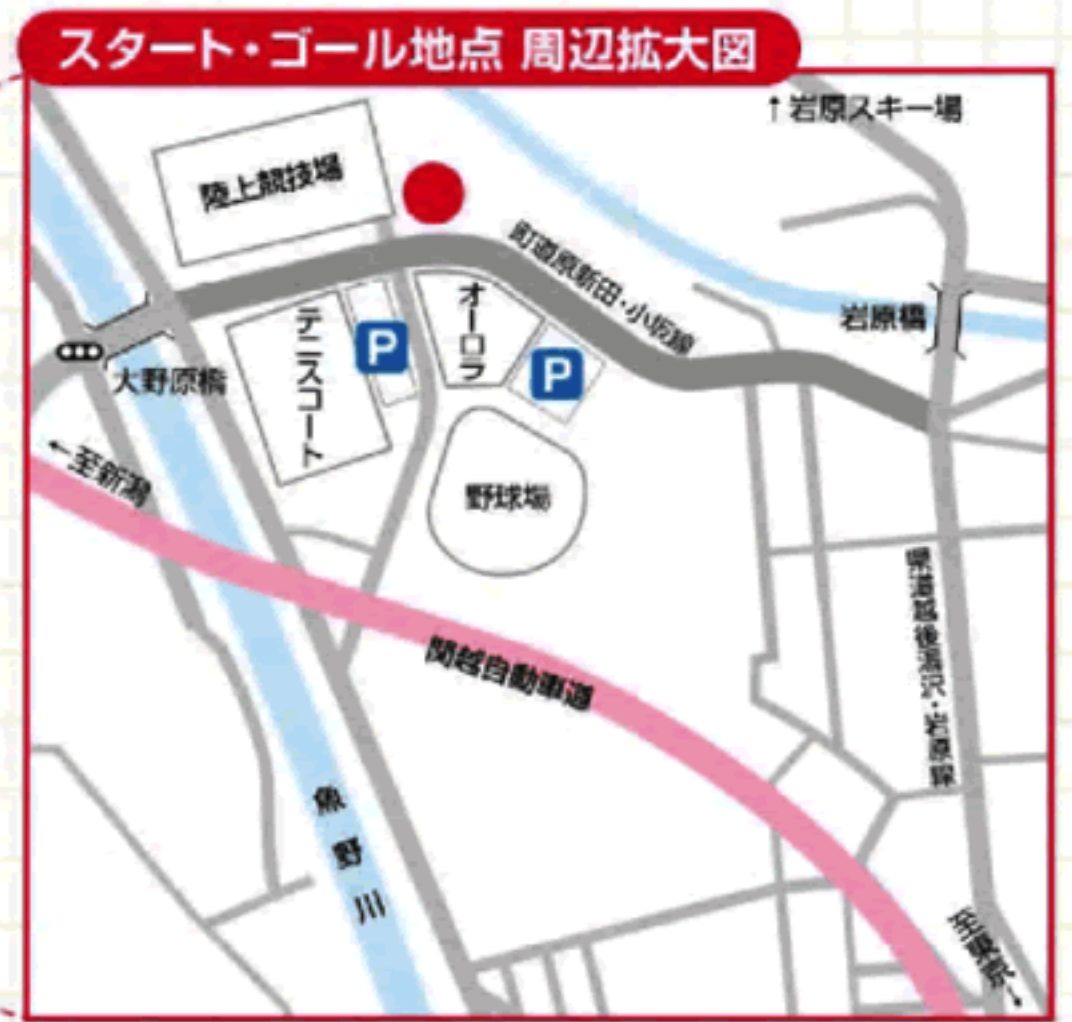 スタート・ゴール地点 周辺拡大図
↑岩原スキー場
陸上競技場
町道原新田・小坂線
オーロラ
テニスコート
P
P
岩原橋
大野原橋
←至新潟
野球場
関越自動車道
県道越後湯沢・岩原線
魚野川
至東京→